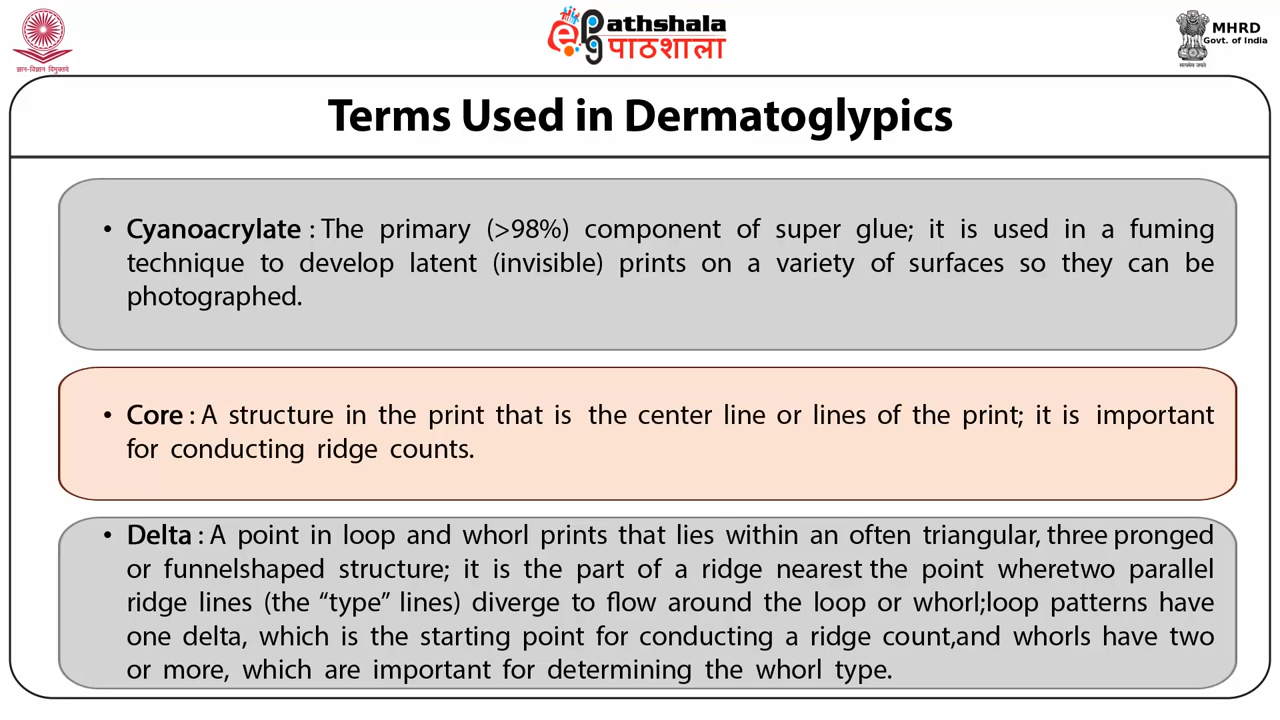 ज्ञान-विज्ञान विमुक्तये
ePathshala
पाठशाला
MHRD
Govt. of India
सत्यमेव जयते
Terms Used in Dermatoglypics
• Cyanoacrylate : The primary (>98%) component of super glue; it is used in a fuming
technique to develop latent (invisible) prints on a variety of surfaces so they can be
photographed.
• Core : A structure in the print that is the center line or lines of the print; it is important
for conducting ridge counts.
• Delta : A point in loop and whorl prints that lies within an often triangular, three pronged
or funnelshaped structure; it is the part of a ridge nearest the point wheretwo parallel
ridge lines (the “type” lines) diverge to flow around the loop or whorl;loop patterns have
one delta, which is the starting point for conducting a ridge count,and whorls have two
or more, which are important for determining the whorl type.